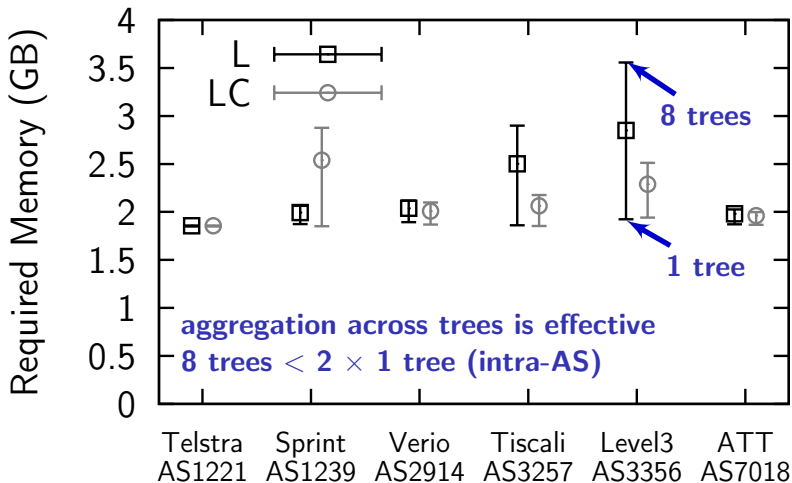 Required Memory (GB)
4
3.5
3
2.5
2
1.5
1
0.5
0
L
LC
8 trees
1 tree
aggregation across trees is effective
8 trees < 2 × 1 tree (intra-AS)
Telstra Sprint Verio Tiscali Level3 ATT
AS1221 AS1239 AS2914 AS3257 AS3356 AS7018